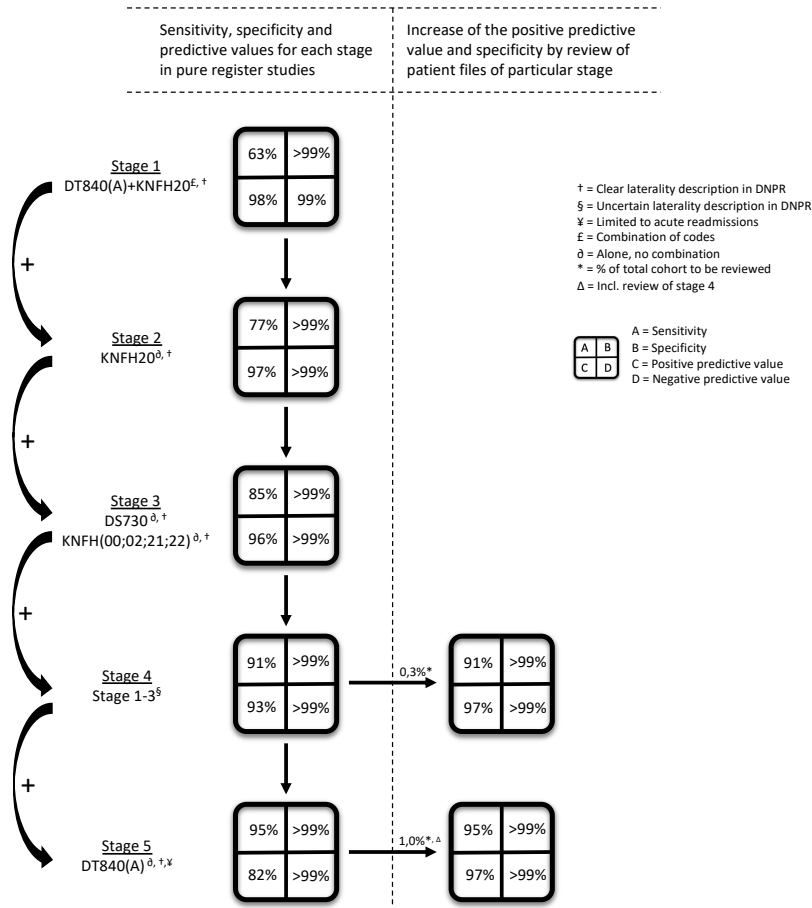 Sensitivity, specificity and
predictive values for each stage
in pure register studies
Increase of the positive predictive
value and specificity by review of
patient files of particular stage
Stage 1
DT840(A)+KNFH20£, †
63% >99%
98% 99%
† = Clear laterality description in DNPR
§ = Uncertain laterality description in DNPR
¥ = Limited to acute readmissions
£ = Combination of codes
∂ = Alone, no combination
* = % of total cohort to be reviewed
Δ = Incl. review of stage 4
+
Stage 2
KNFH20∂, †
77% >99%
97% >99%
A B
C D
A = Sensitivity
B = Specificity
C = Positive predictive value
D = Negative predictive value
+
Stage 3
DS730∂, †
KNFH(00;02;21;22)∂, †
85% >99%
96% >99%
+
Stage 4
Stage 1-3§
91% >99%
93% >99%
0,3%*
91% >99%
97% >99%
+
Stage 5
DT840(A)∂, †,¥
95% >99%
82% >99%
1,0%*, Δ
95% >99%
97% >99%